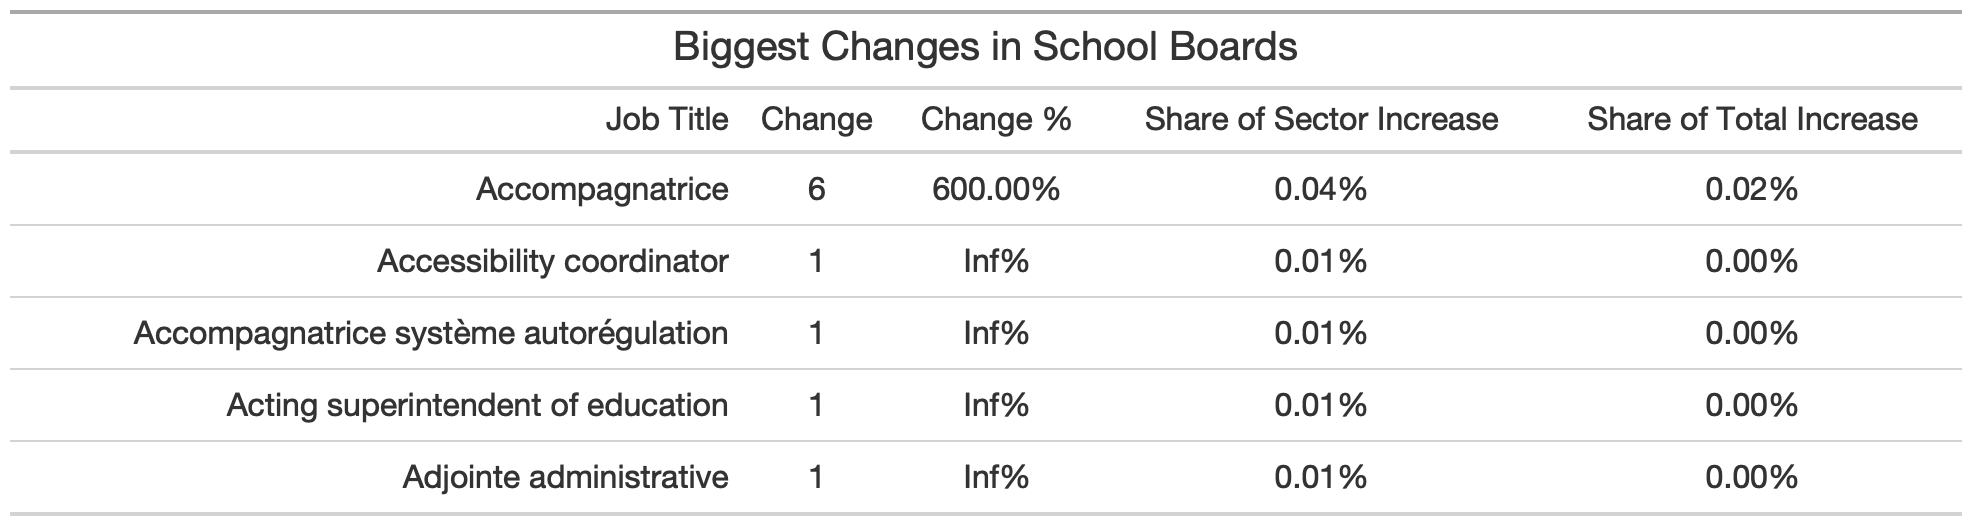 Biggest Changes in School Boards
Job Title Change Change % Share of Sector Increase Share of Total Increase
Accompagnatrice 6 600.00% 0.04% 0.02%
Accessibility coordinator 1 Inf% 0.01% 0.00%
Accompagnatrice système autorégulation 1 Inf% 0.01% 0.00%
Acting superintendent of education 1 Inf% 0.01% 0.00%
Adjointe administrative 1 Inf% 0.01% 0.00%